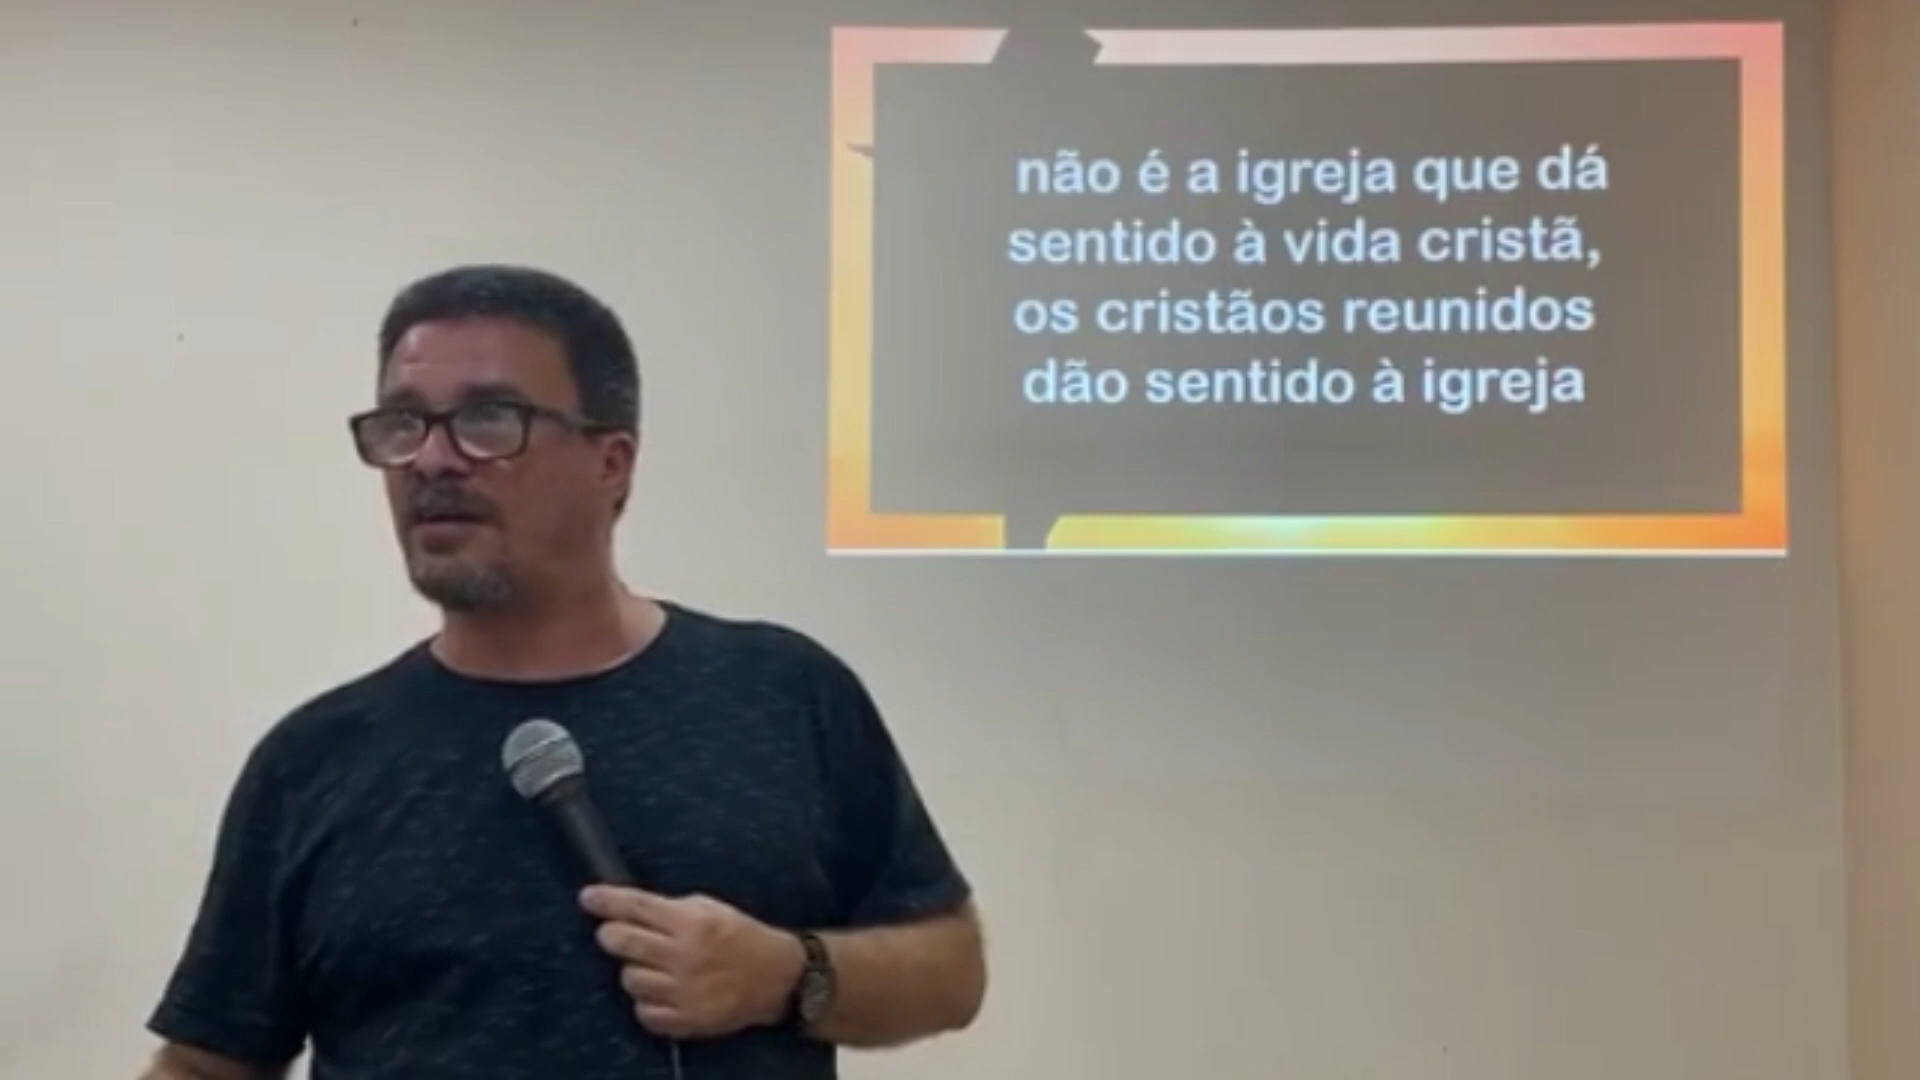 não é a igreja que dá
sentido à vida cristã,
os cristãos reunidos
dão sentido à igreja